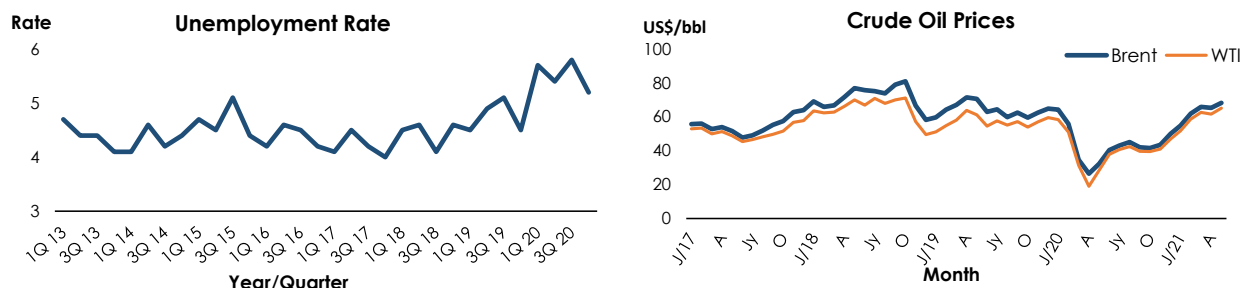 Unemployment Rate
Rate
6
5
4
3
1Q 13
3Q 13
1Q 14
3Q 14
1Q 15
3Q 15
1Q 16
3Q 16
1Q 17
3Q 17
1Q 18
3Q 18
1Q 19
3Q 19
1Q 20
3Q 20
Year/Quarter
Crude Oil Prices
US$/bbl
100
80
60
40
20
0
Brent
WTI
J/17
A
Jy
O
J/18
A
Jy
O
J/19
A
Jy
O
J/20
A
Jy
O
J/21
A
Month